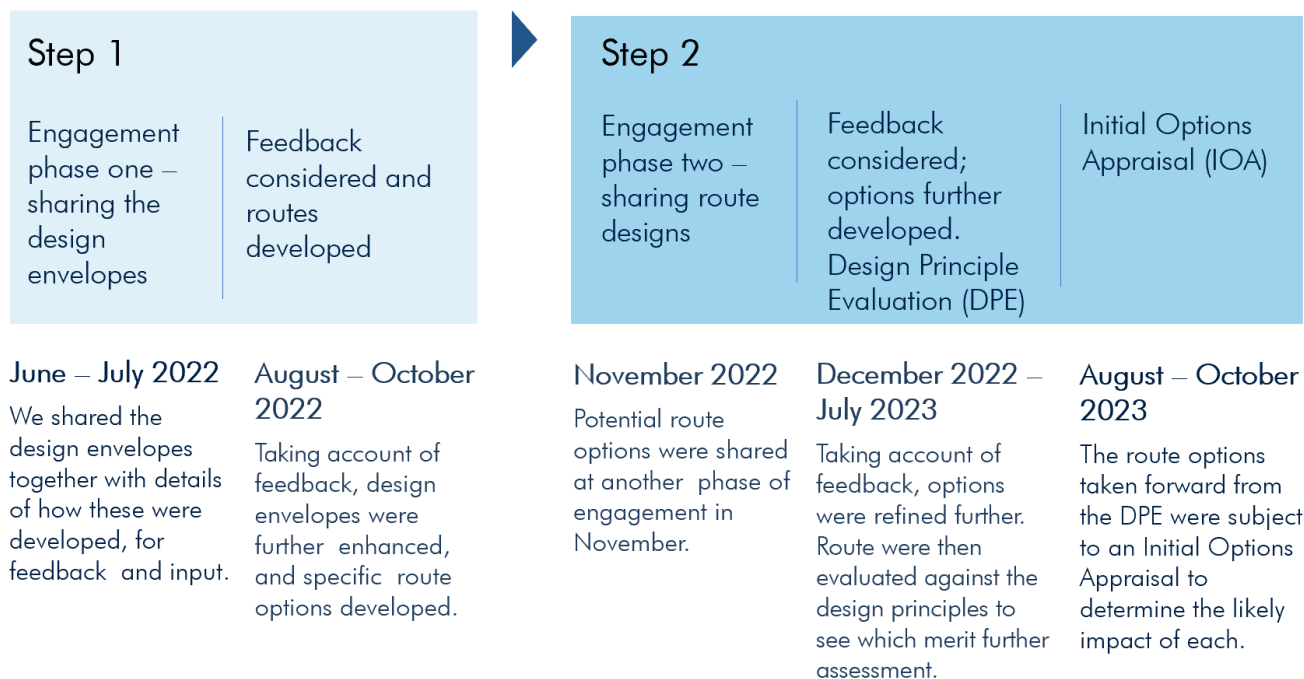 Step 1
Engagement
phase one –
sharing the
design
envelopes
Feedback
considered and
routes
developed
Step 2
Engagement
phase two –
sharing route
designs
Feedback
considered;
options further
developed.
Design Principle
Evaluation (DPE)
Initial Options
Appraisal (IOA)
June – July 2022
We shared the
design envelopes
together with details
of how these were
developed, for
feedback  and input.
August – October
2022
Taking account of
feedback, design
envelopes were
further  enhanced,
and specific  route
options developed.
November 2022
Potential route
options were shared
at another  phase of
engagement in
November.
December 2022 –
July 2023
Taking account of
feedback, options
were refined further.
Route were then
evaluated against the
design principles to
see which merit further
assessment.
August – October
2023
The route options
taken forward from
the DPE were subject
to an Initial Options
Appraisal to
determine the likely
impact of each.